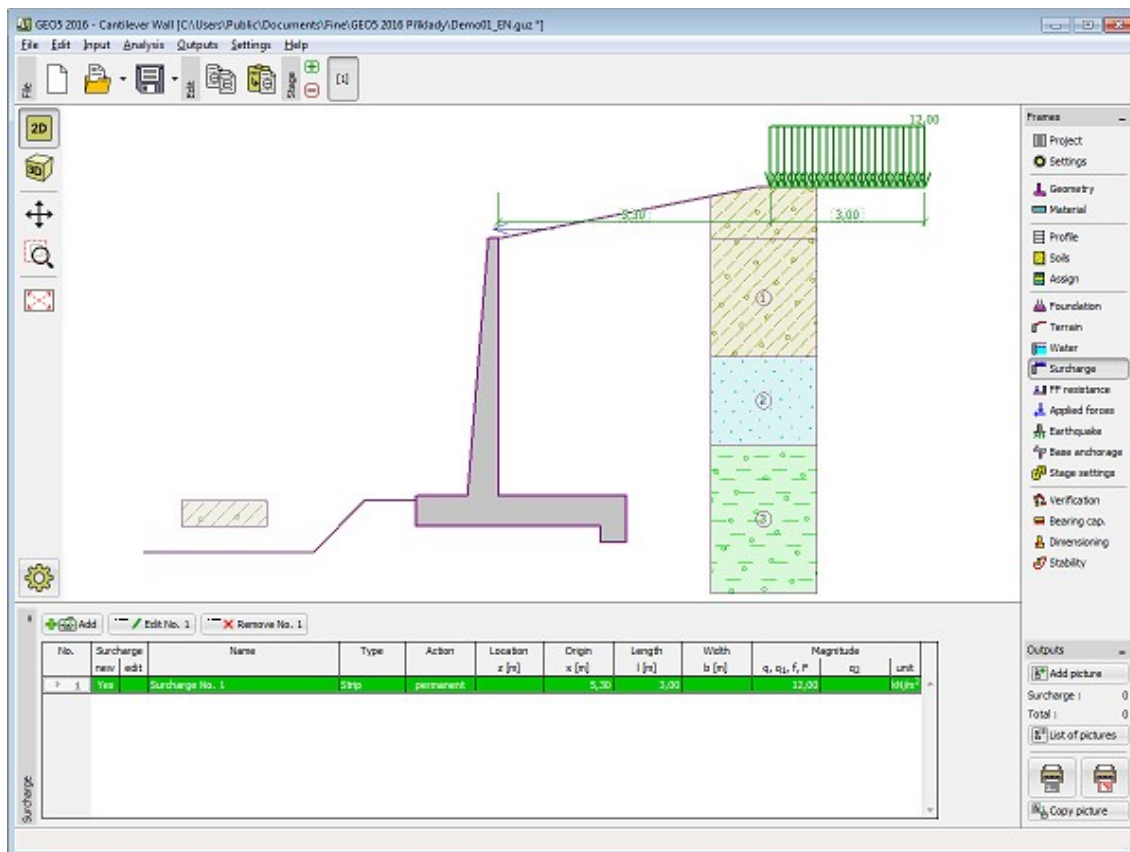 GEO5 2016 - Cantilever Wall [C:\Users\Public\Documents\Fine\GEO5 2016 Příklady\Demo01_EN.guz *]
File Edit Input Analysis Outputs Settings Help
File
Edit
Stage
[1]
2D
3D
12,00
5,30
3,00
1
2
3
Frames
Project
Settings
Geometry
Material
Profile
Soils
Assign
Foundation
Terrain
Water
Surcharge
FF resistance
Applied forces
Earthquake
Base anchorage
Stage settings
Verification
Bearing cap.
Dimensioning
Stability
Add Edit No. 1 Remove No. 1
No. Surcharge Name Type Action Location Origin Length Width Magnitude
new edit z [m] x [m] l [m] b [m] q, q1, f, F q2 unit
1 Yes Surcharge No. 1 Strip permanent 5,30 3,00 12,00 kN/m²
Surcharge
Outputs
Add picture
Surcharge : 0
Total : 0
List of pictures
Copy picture